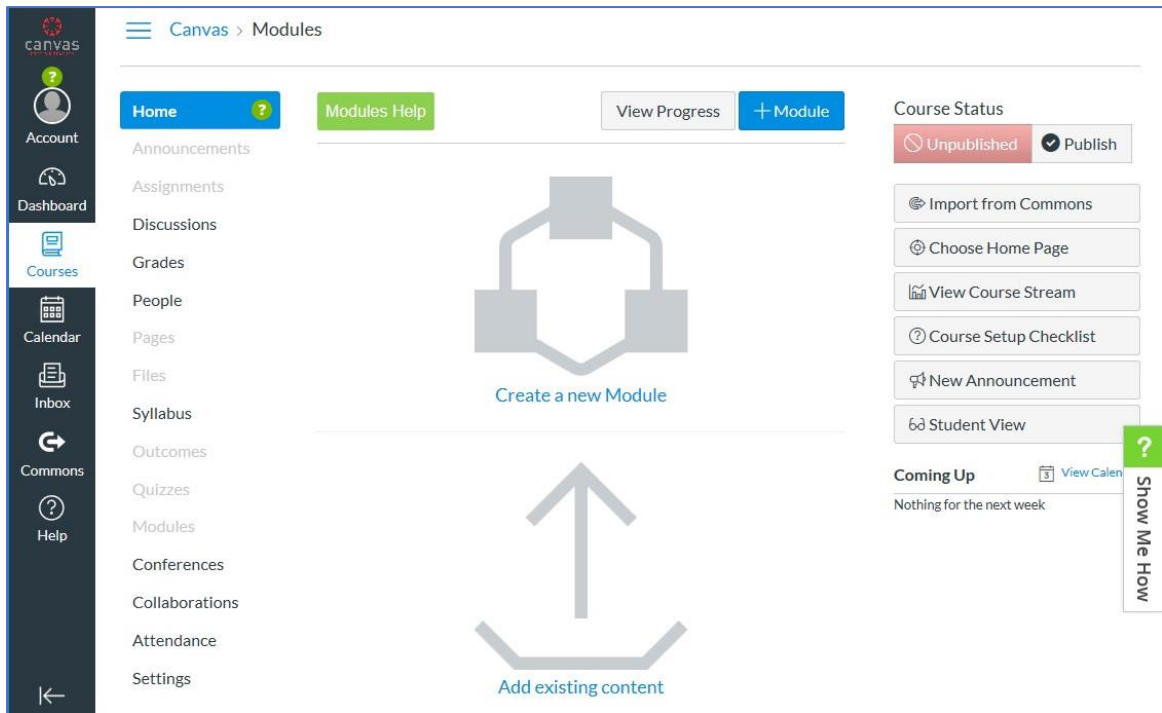 canvas
?
Account
Dashboard
Courses
Calendar
Inbox
Commons
Help
Canvas > Modules
Home ?
Announcements
Assignments
Discussions
Grades
People
Pages
Files
Syllabus
Outcomes
Quizzes
Modules
Conferences
Collaborations
Attendance
Settings
Modules Help
View Progress
+ Module
Create a new Module
Add existing content
Course Status
Unpublished
Publish
Import from Commons
Choose Home Page
View Course Stream
? Course Setup Checklist
New Announcement
Student View
Coming Up
3 View Calen
Nothing for the next week
? Show Me How